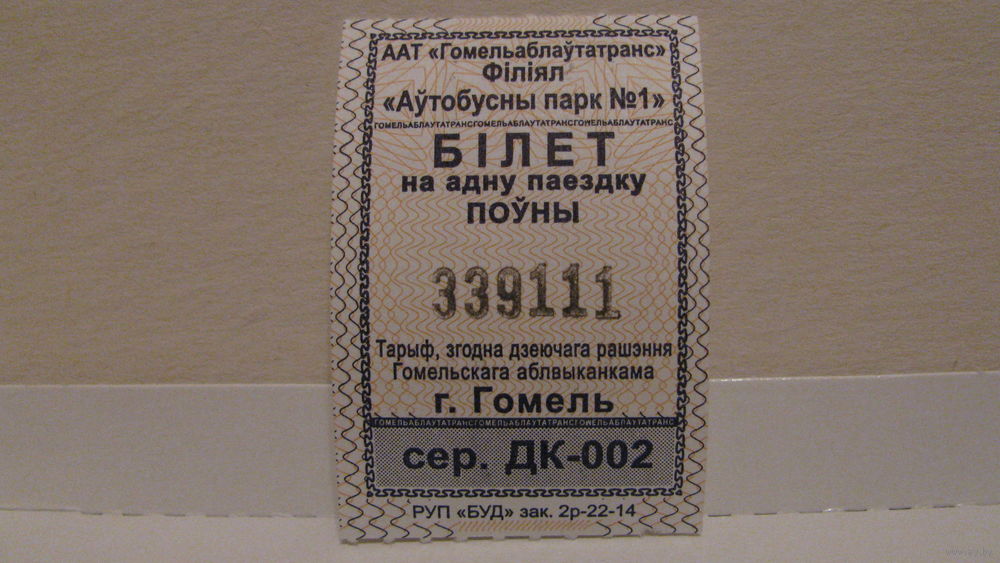 ААТ «Гомельаблаўтатранс»
Філіял
«Аўтобусны парк №1»
ГОМЕЛЬАБЛАУТАТРАНСГОМЕЛЬАБЛАУТАТРАНСГОМЕЛЬАБЛАУТАТРАНС
БІЛЕТ
на адну паездку
ПОЎНЫ
339111
Тарыф, згодна дзеючага рашэння
Гомельскага аблвыканкама
г. Гомель
ГОМЕЛЬАБЛАУТАТРАНСГОМЕЛЬАБЛАУТАТРАНСГОМЕЛЬАБЛАУТАТРАНС
сер. ДК-002
РУП «БУД» зак. 2р-22-14